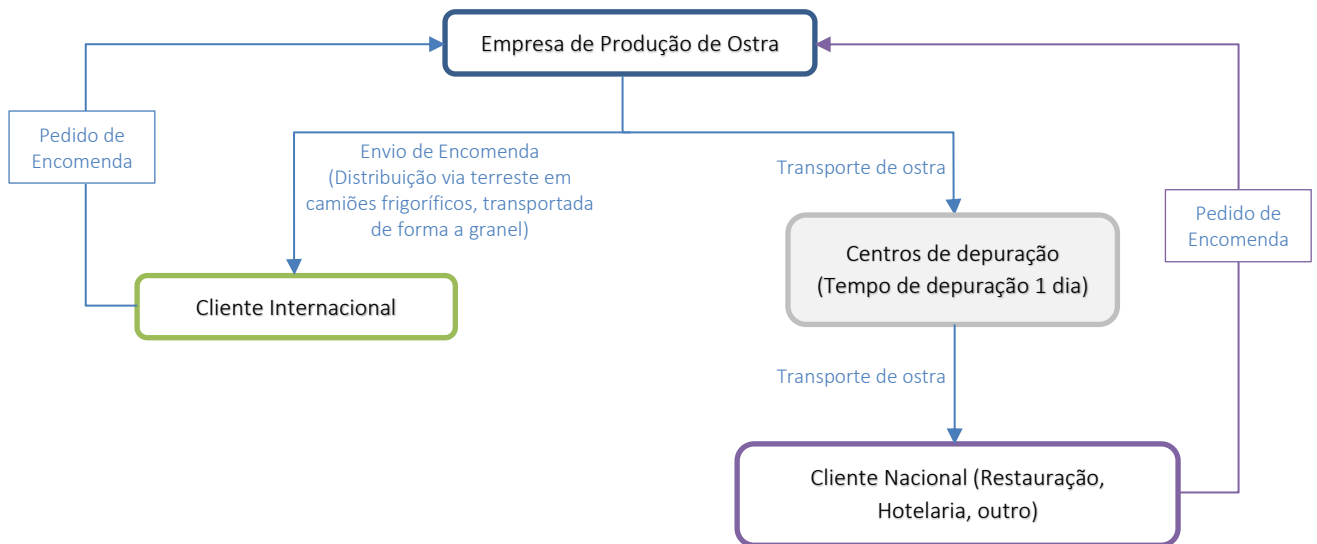 Empresa de Produção de Ostra
Pedido de
Encomenda
Envio de Encomenda
(Distribuição via terreste em
camiões frigoríficos, transportada
de forma a granel)
Transporte de ostra
Pedido de
Encomenda
Centros de depuração
(Tempo de depuração 1 dia)
Cliente Internacional
Transporte de ostra
Cliente Nacional (Restauração,
Hotelaria, outro)